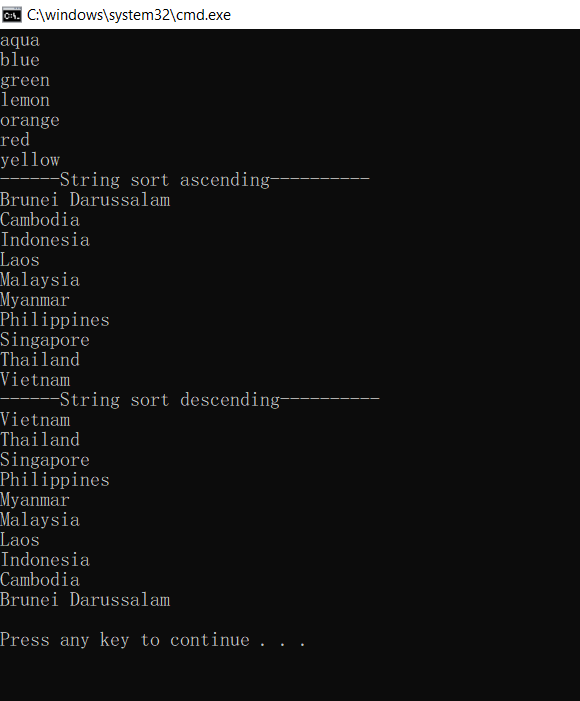 C:\windows\system32\cmd.exe
aqua
blue
green
lemon
orange
red
yellow
------String sort ascending----------
Brunei Darussalam
Cambodia
Indonesia
Laos
Malaysia
Myanmar
Philippines
Singapore
Thailand
Vietnam
------String sort descending----------
Vietnam
Thailand
Singapore
Philippines
Myanmar
Malaysia
Laos
Indonesia
Cambodia
Brunei Darussalam
Press any key to continue . . .